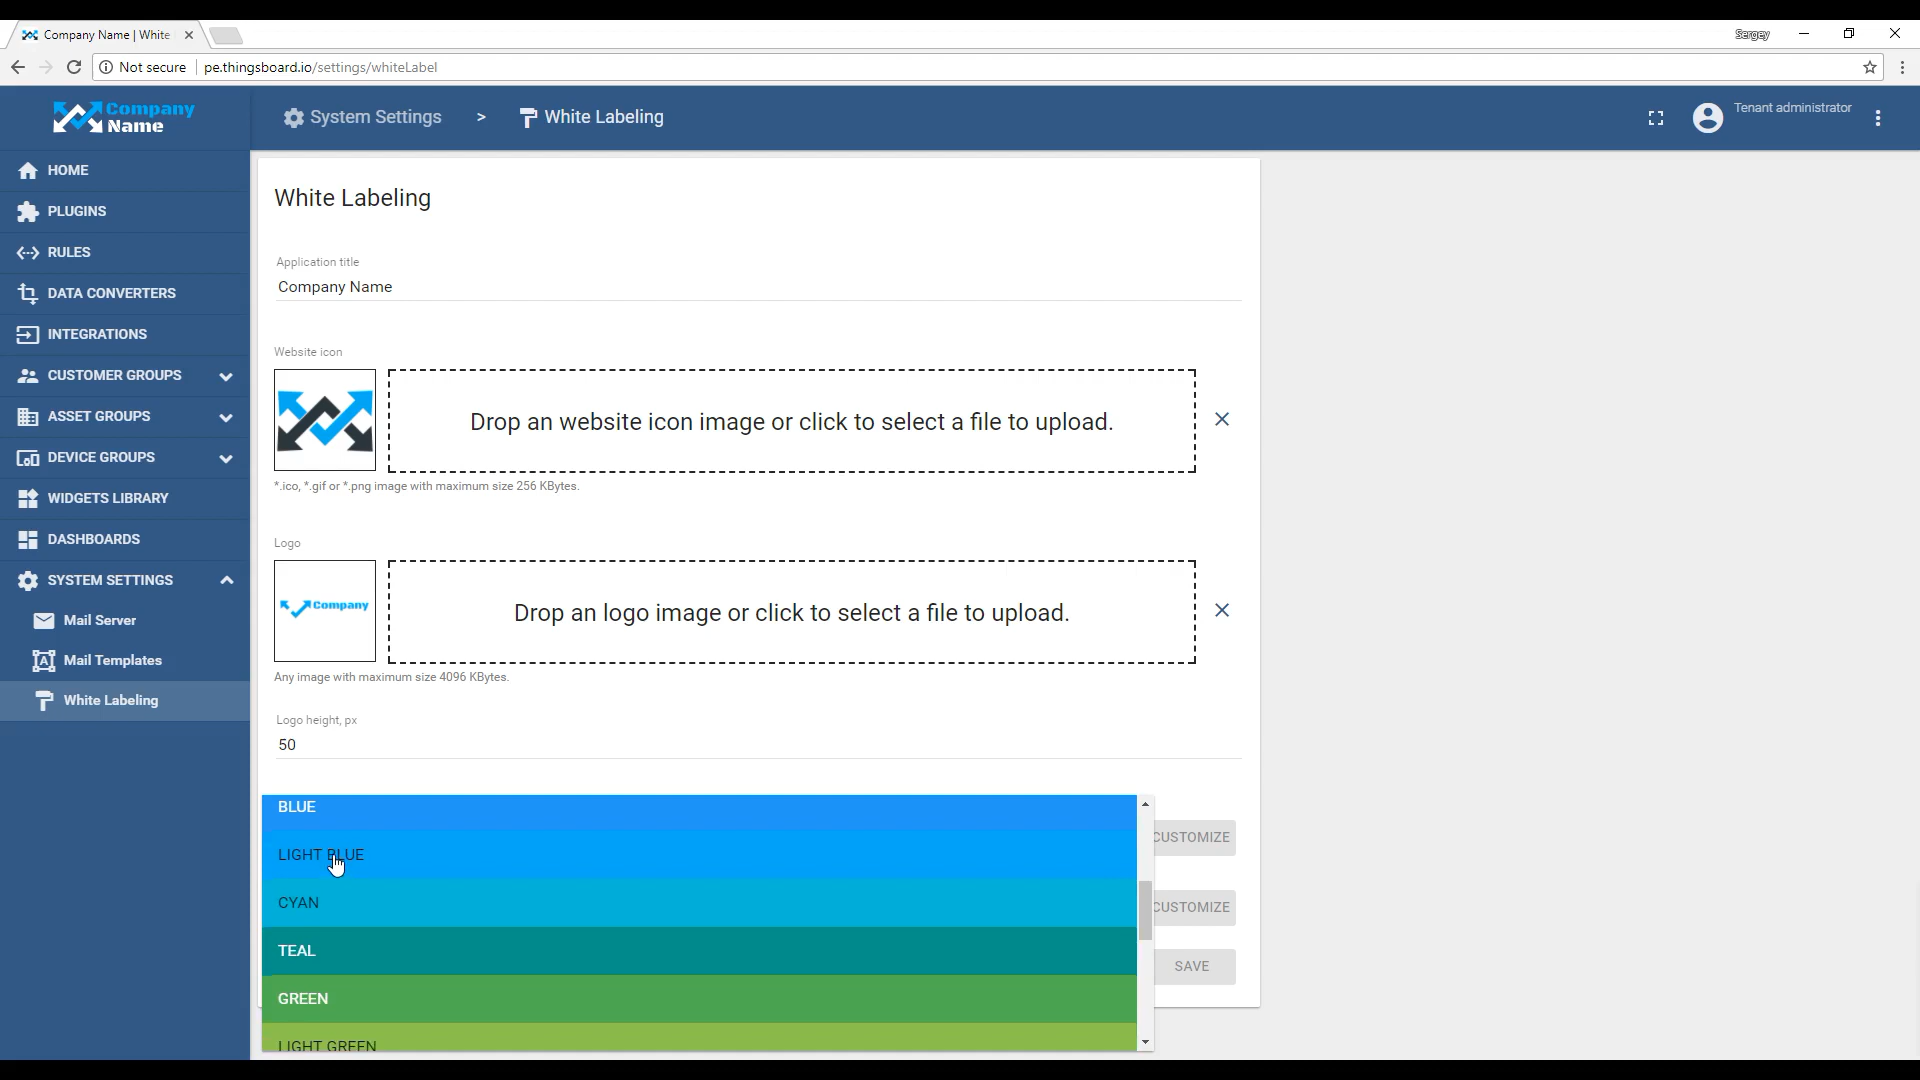 Company Name | White
Sergey
Not secure
pe.thingsboard.io/settings/whiteLabel
Company
Name
System Settings > White Labeling
Tenant administrator
HOME
PLUGINS
RULES
DATA CONVERTERS
INTEGRATIONS
CUSTOMER GROUPS
ASSET GROUPS
DEVICE GROUPS
WIDGETS LIBRARY
DASHBOARDS
SYSTEM SETTINGS
Mail Server
Mail Templates
White Labeling
White Labeling
Application title
Company Name
Website icon
Drop an website icon image or click to select a file to upload.
*.ico, *.gif or *.png image with maximum size 256 KBytes.
Logo
Company
Drop an logo image or click to select a file to upload.
Any image with maximum size 4096 KBytes.
Logo height, px
50
BLUE
LIGHT BLUE
CYAN
TEAL
GREEN
LIGHT GREEN
CUSTOMIZE
CUSTOMIZE
SAVE